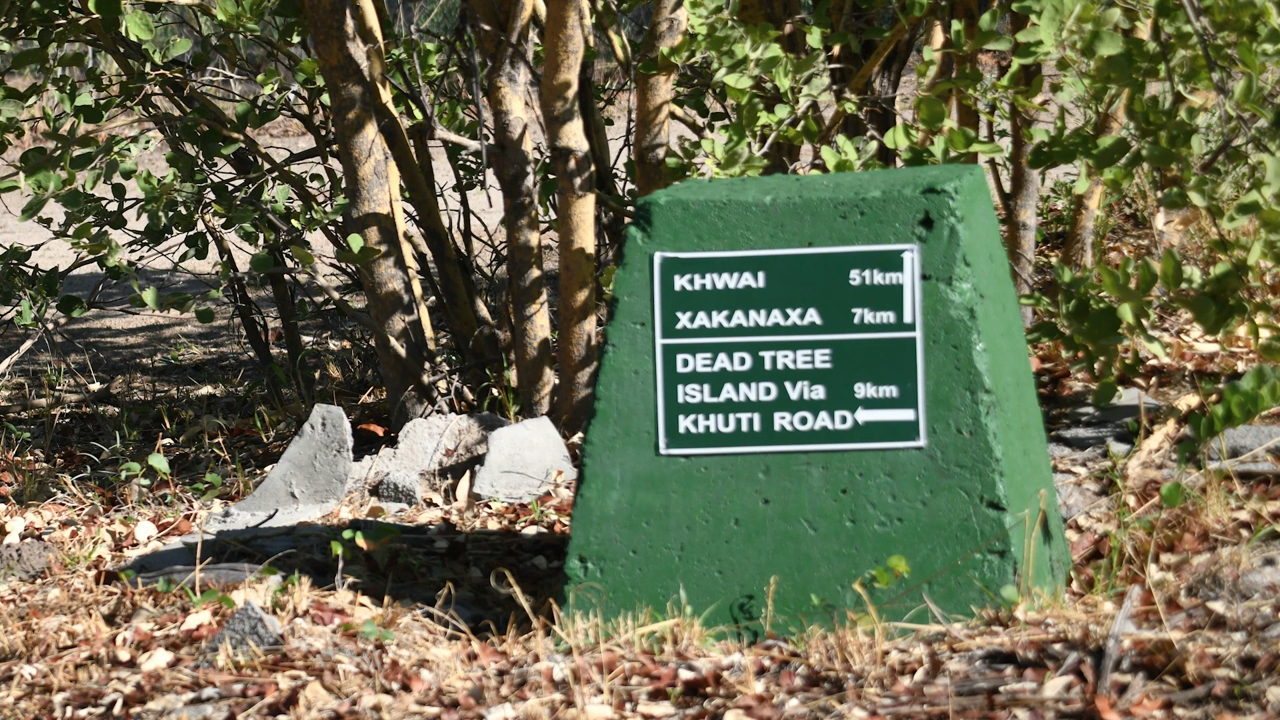 KHWAI 51km
XAKANAXA 7km
DEAD TREE
ISLAND Via 9km
KHUTI ROAD